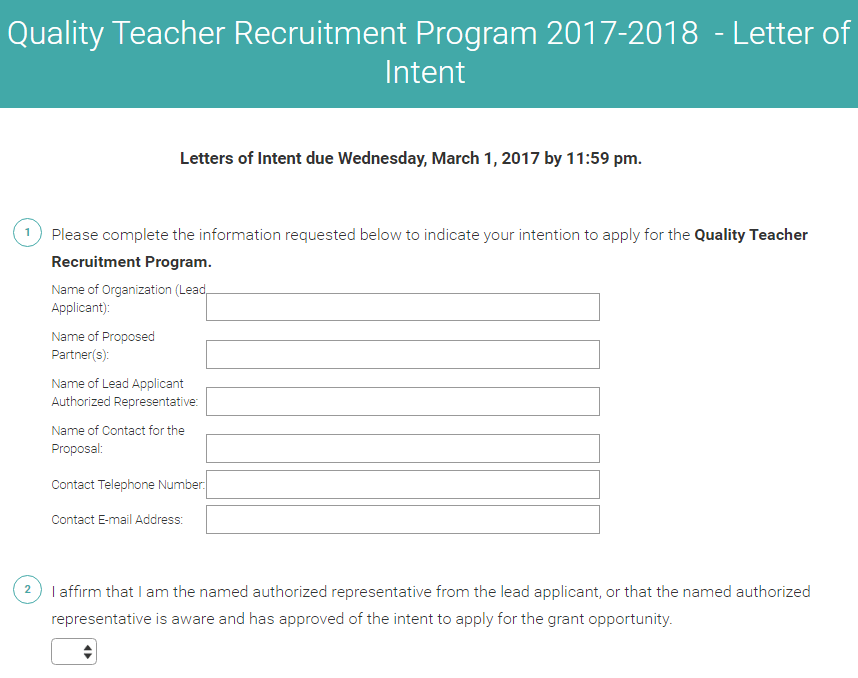 Quality Teacher Recruitment Program 2017-2018 - Letter of
Intent
Letters of Intent due Wednesday, March 1, 2017 by 11:59 pm.
1 Please complete the information requested below to indicate your intention to apply for the Quality Teacher
Recruitment Program.
Name of Organization (Lead
Applicant):
Name of Proposed
Partner(s):
Name of Lead Applicant
Authorized Representative:
Name of Contact for the
Proposal:
Contact Telephone Number:
Contact E-mail Address:
2 I affirm that I am the named authorized representative from the lead applicant, or that the named authorized
representative is aware and has approved of the intent to apply for the grant opportunity.